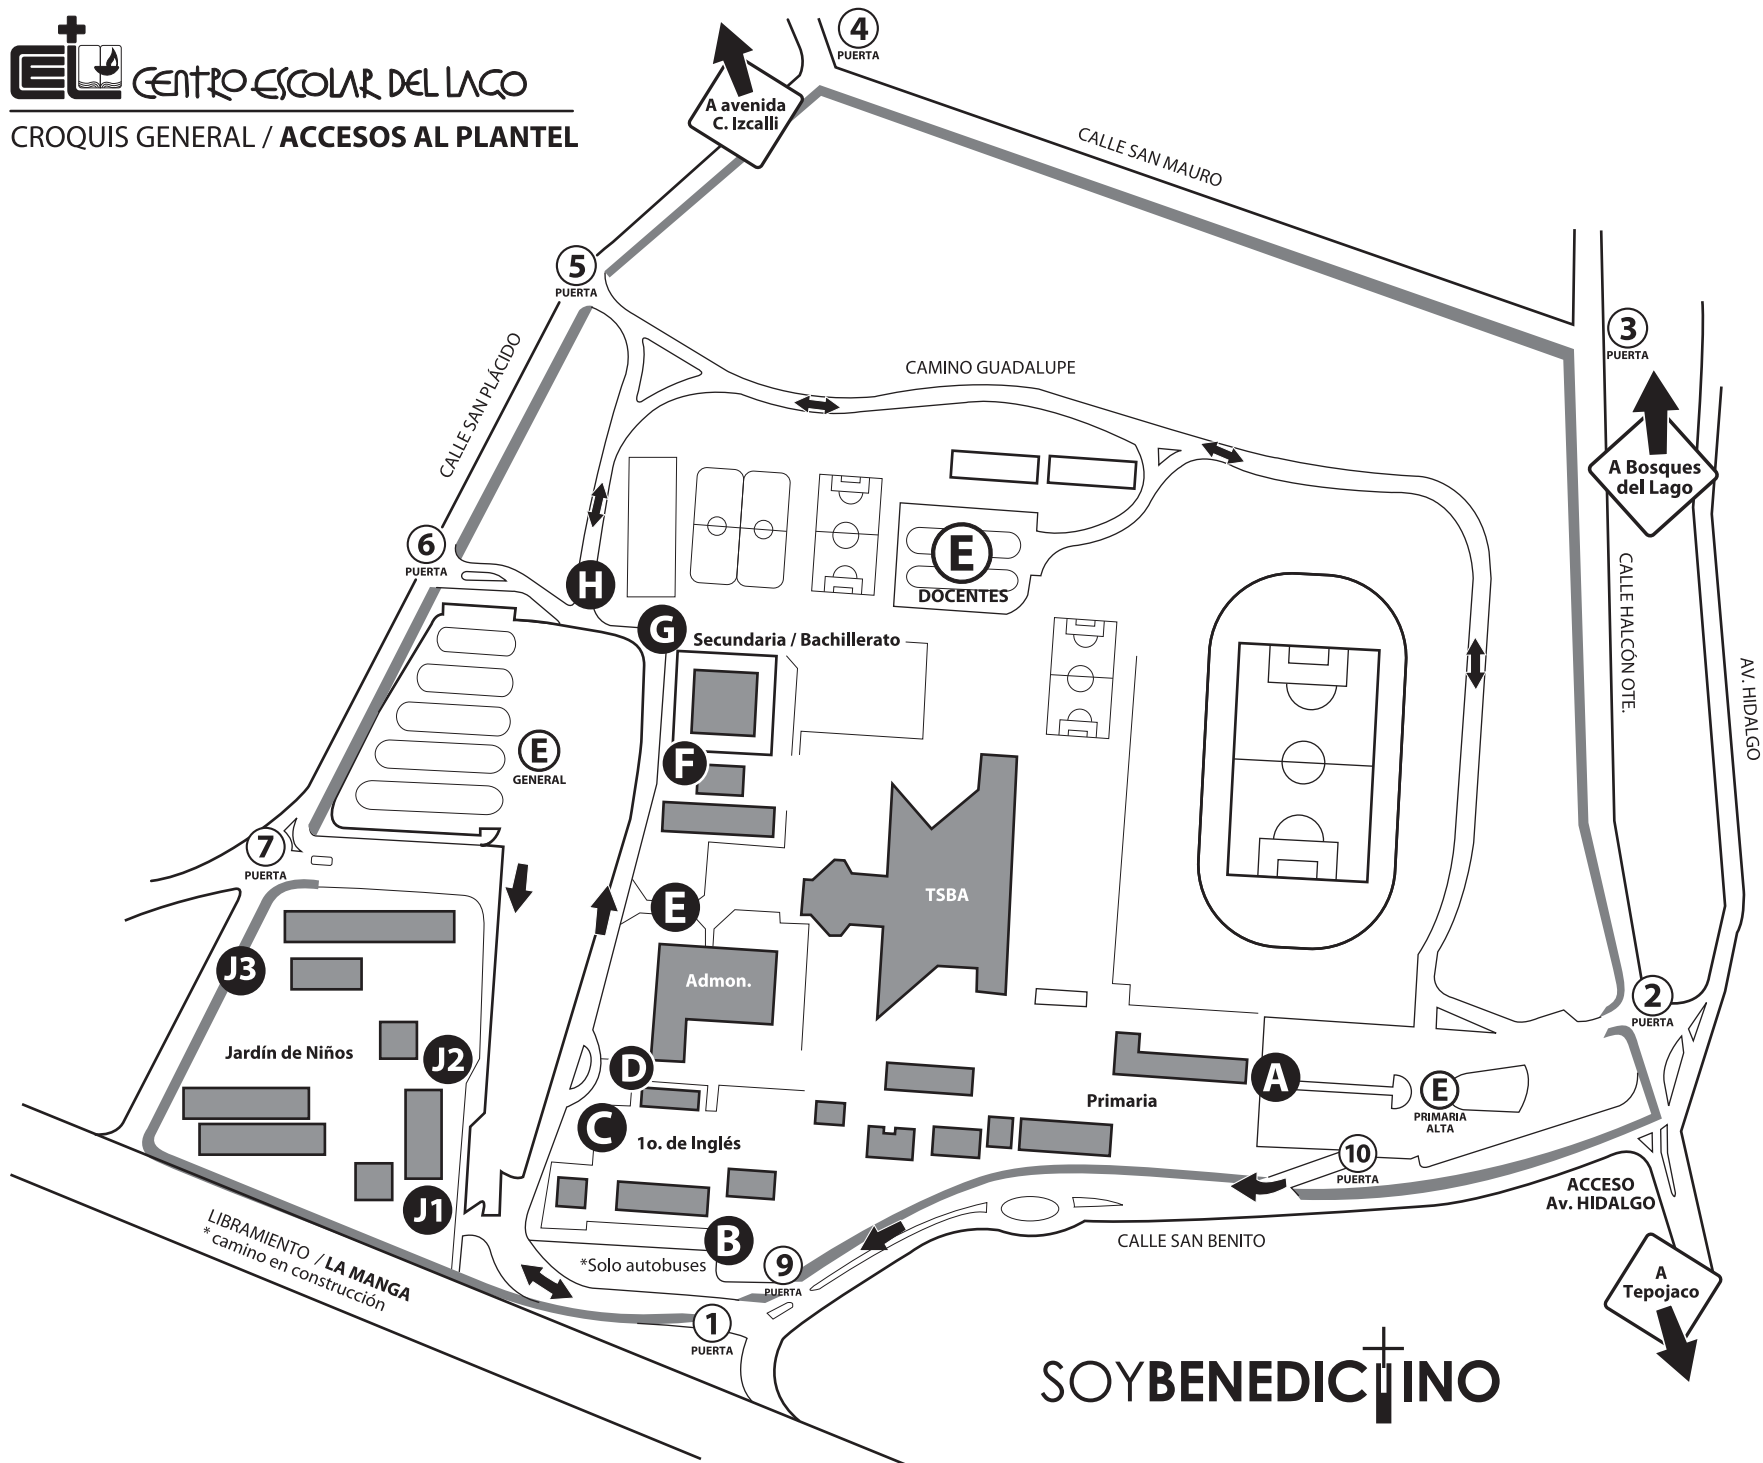 CEL CENTRO ESCOLAR DEL LAGO
CROQUIS GENERAL / ACCESOS AL PLANTEL
4
PUERTA
A avenida
C. Izcalli
CALLE SAN MAURO
5
PUERTA
3
PUERTA
CALLE SAN PLÁCIDO
CAMINO GUADALUPE
A Bosques
del Lago
6
PUERTA
E
DOCENTES
H
G
Secundaria / Bachillerato
CALLE HALCÓN OTE.
AV. HIDALGO
E
GENERAL
F
7
PUERTA
TSBA
E
J3
Admon.
2
PUERTA
Jardín de Niños
J2
D
A
E
PRIMARIA
ALTA
Primaria
C
1o. de Inglés
10
PUERTA
ACCESO
Av. HIDALGO
J1
B
CALLE SAN BENITO
LIBRAMIENTO / LA MANGA
* camino en construcción
*Solo autobuses
9
PUERTA
A
Tepojaco
1
PUERTA
SOYBENEDICTINO